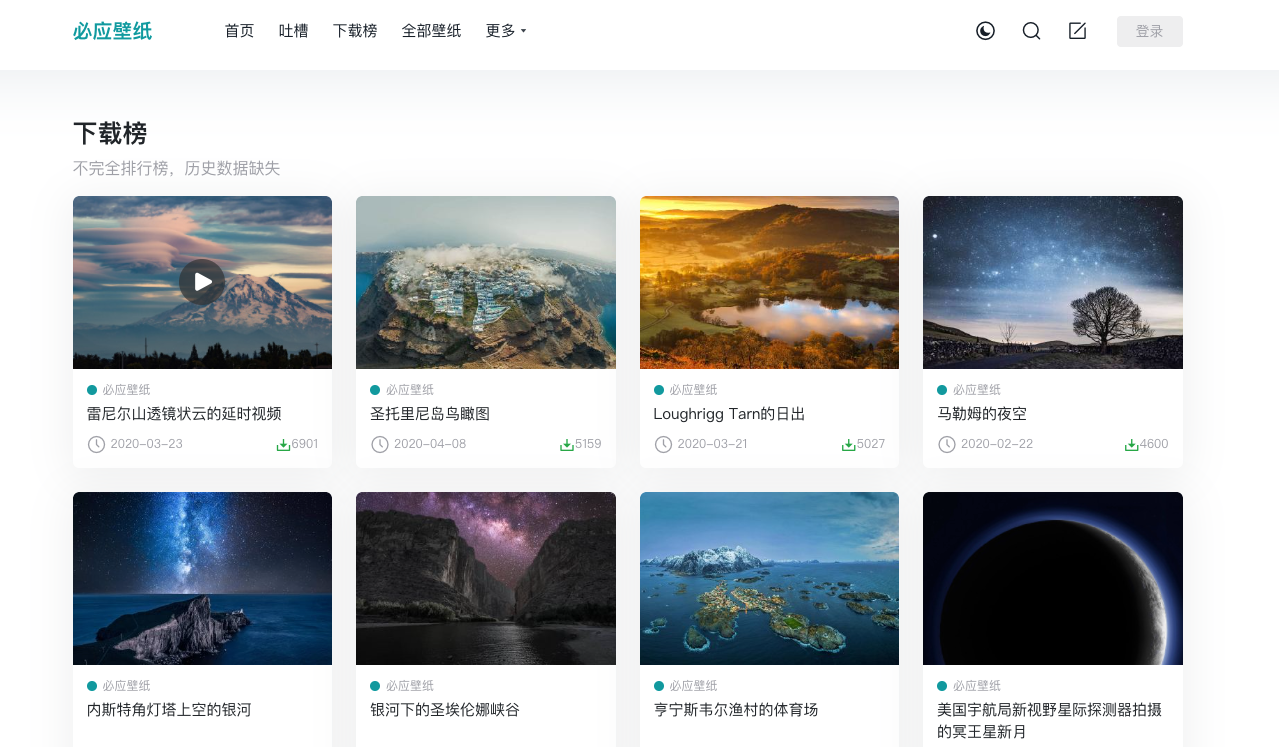 必应壁纸
首页 吐槽 下载榜 全部壁纸 更多
登录
下载榜
不完全排行榜，历史数据缺失
必应壁纸
雷尼尔山透镜状云的延时视频
2020-03-23 6901
必应壁纸
圣托里尼岛鸟瞰图
2020-04-08 5159
必应壁纸
Loughrigg Tarn的日出
2020-03-21 5027
必应壁纸
马勒姆的夜空
2020-02-22 4600
必应壁纸
内斯特角灯塔上空的银河
必应壁纸
银河下的圣埃伦娜峡谷
必应壁纸
亨宁斯韦尔渔村的体育场
必应壁纸
美国宇航局新视野星际探测器拍摄
的冥王星新月